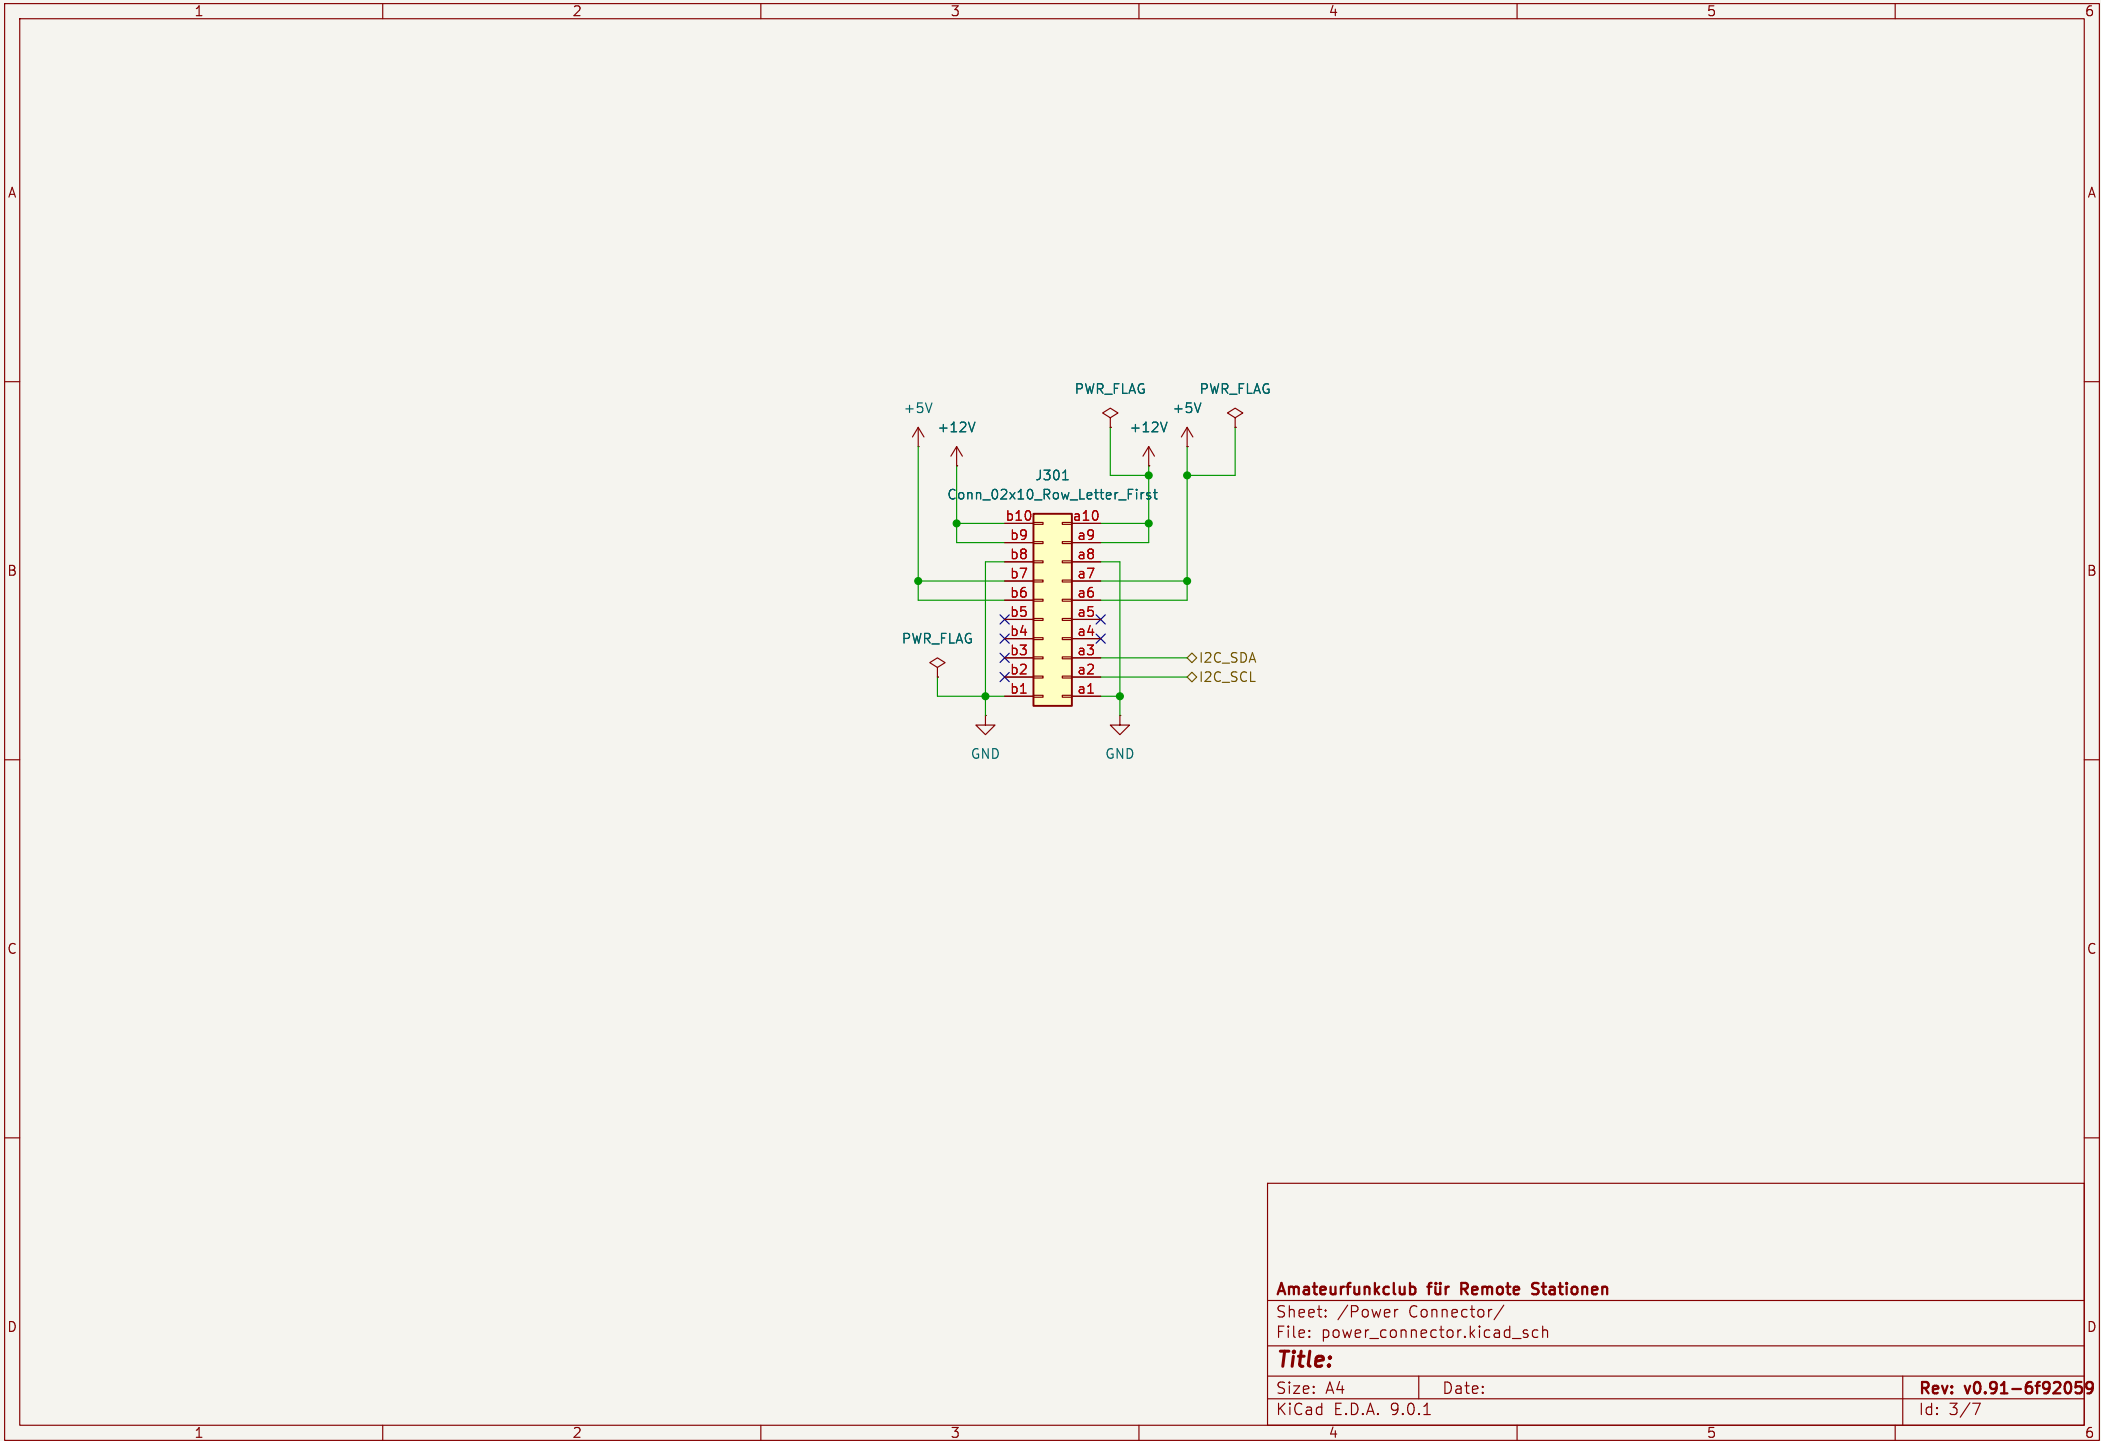 1 2 3 4 5 6
A A
PWR_FLAG PWR_FLAG
+5V +5V
+12V +12V
J301
Conn_02x10_Row_Letter_First
b10 a10
b9 a9
b8 a8
B B
b7 a7
b6 a6
b5 a5
PWR_FLAG b4 a4
b3 a3 I2C_SDA
b2 a2 I2C_SCL
b1 a1
GND GND
C C
Amateurfunkclub für Remote Stationen
Sheet: /Power Connector/
D D
File: power_connector.kicad_sch
Title:
Size: A4 Date: Rev: v0.91-6f92059
KiCad E.D.A. 9.0.1 Id: 3/7
1 2 3 4 5 6